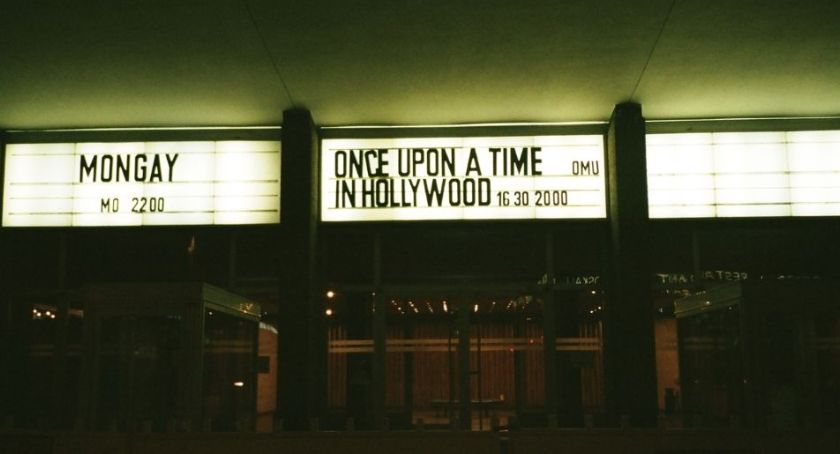 MONGAY
MO 2200
ONCE UPON A TIME OMU
IN HOLLYWOOD 16 30 2000